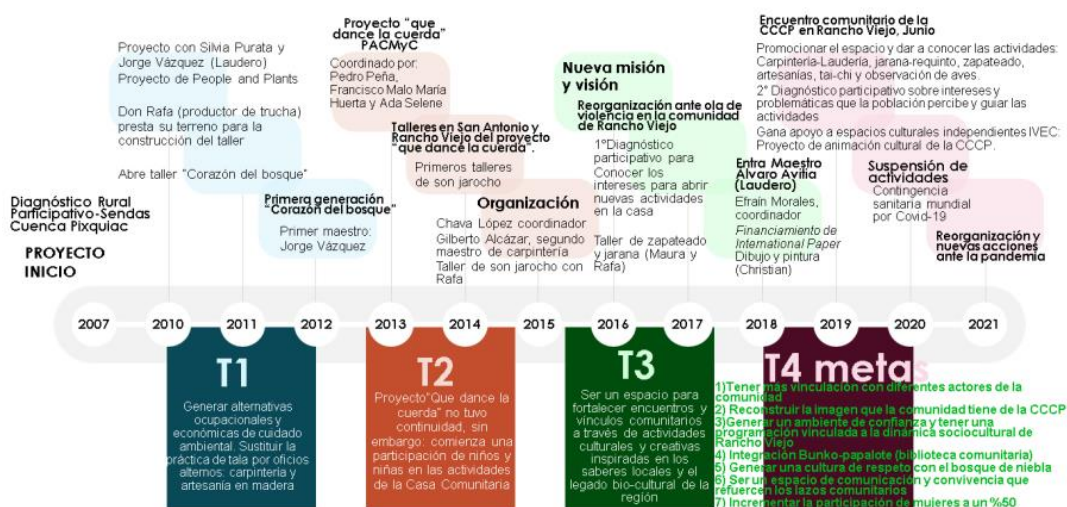 Diagnóstico Rural
Participativo-Sendas
Cuenca Pixquiac
PROYECTO
INICIO
Proyecto con Silvia Purata y
Jorge Vázquez (Laudero)
Proyecto de People and Plants
Don Rafa (productor de trucha)
presta su terreno para la
construcción del taller
Abre taller "Corazón del bosque"
Primera generación
"Corazón del bosque"
Primer maestro:
Jorge Vázquez
Proyecto "que
dance la cuerda"
PACMyC
Coordinado por:
Pedro Peña,
Francisco Malo María
Huerta y Ada Selene
Talleres en San Antonio y
Rancho Viejo del proyecto
"que dancé la cuerda".
Primeros talleres
de son jarocho
Organización
Chava López coordinador
Gilberto Alcázar, segundo
maestro de carpintería
Taller de son jarocho con
Rafa
Nueva misión
y visión
Reorganización ante ola de
violencia en la comunidad
de Rancho Viejo
1°Diagnóstico
participativo para
Conocer los
intereses para abrir
nuevas actividades
en la casa
Taller de zapateado
y jarana (Maura y
Rafa)
Entra Maestro
Álvaro Avitia
(Laudero)
Efraín Morales,
coordinador
Financiamiento de
International Paper
Dibujo y pintura
(Christian)
Encuentro comunitario de la
CCCP en Rancho Viejo, Junio
Promocionar el espacio y dar a conocer las actividades:
Carpintería-Laudería, jarana-requinto, zapateado,
artesanías, tai-chi y observación de aves.
2° Diagnóstico participativo sobre intereses y
problemáticas que la población percibe y guiar las
actividades
Gana apoyo a espacios culturales independientes IVEC:
Proyecto de animación cultural de la CCCP.
Suspensión de
actividades
Contingencia
sanitaria mundial
por Covid-19
Reorganización y
nuevas acciones
ante la pandemia
2007 2010 2011 2012 2013 2014 2015 2016 2017 2018 2019 2020 2021
T1
Generar alternativas
ocupacionales y
económicas de cuidado
ambiental. Sustituir la
práctica de tala por oficios
alternos: carpintería y
artesanía en madera
T2
Proyecto"Que dance la
cuerda" no tuvo
continuidad, sin
embargo: comienza una
participación de niños y
niñas en las actividades
de la Casa Comunitaria
T3
Ser un espacio para
fortalecer encuentros y
vínculos comunitarios
a través de actividades
culturales y creativas
inspiradas en los
saberes locales y el
legado bio-cultural de la
región
T4 metas
1)Tener más vinculación con diferentes actores de la
comunidad
2) Reconstruir la imagen que la comunidad tiene de la CCCP
3)Generar un ambiente de confianza y tener una
programación vinculada a la dinámica sociocultural de
Rancho Viejo
4) Integración Bunko-papalote (biblioteca comunitaria)
5) Generar una cultura de respeto con el bosque de niebla
6) Ser un espacio de comunicación y convivencia que
refuercen los lazos comunitarios
7) Incrementar la participación de mujeres a un %50